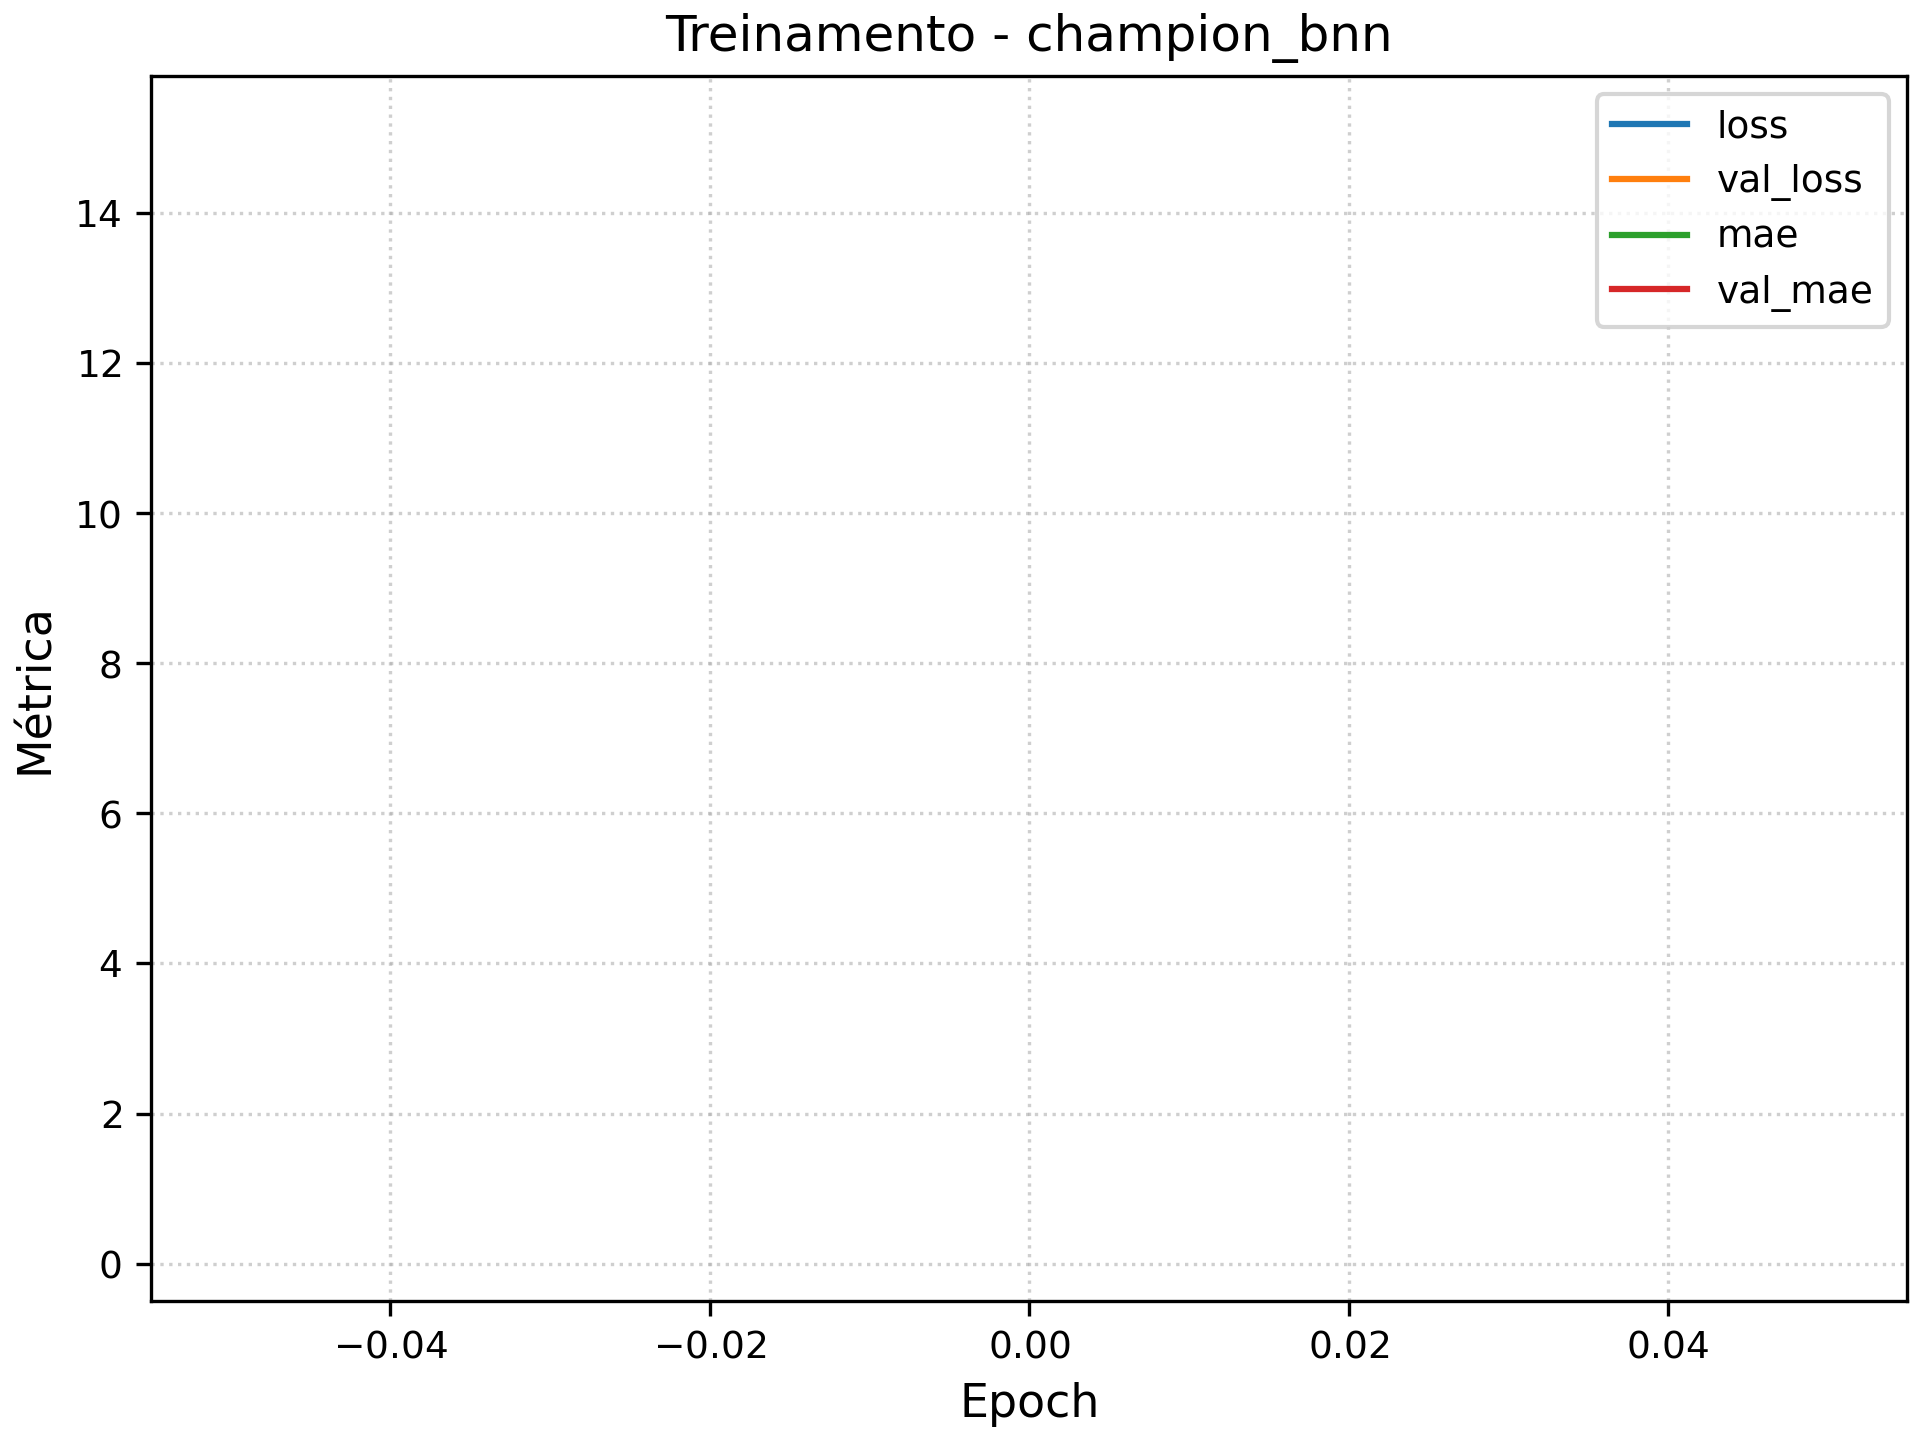 Treinamento - champion_bnn
loss
val_loss
mae
val_mae
14
12
10
8
6
4
2
0
Métrica
−0.04
−0.02
0.00
0.02
0.04
Epoch